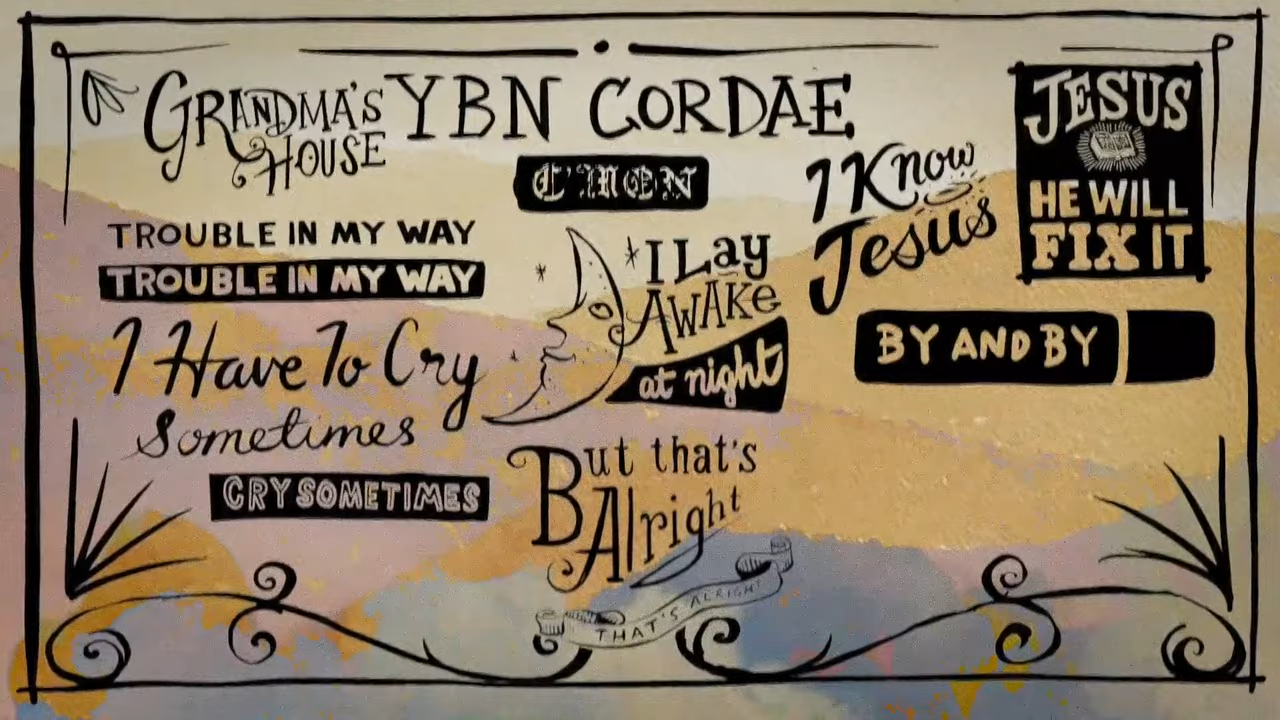 GRANDMA'S
HOUSE
YBN CORDAE
C'MON
TROUBLE IN MY WAY
TROUBLE IN MY WAY
I Have To Cry
Sometimes
CRY SOMETIMES
I Lay
AWAKe
at night
But that's
Alright
THAT'S ALRIGHT
I Know
Jesus
JESUS
HE WILL
FIX IT
BY AND BY